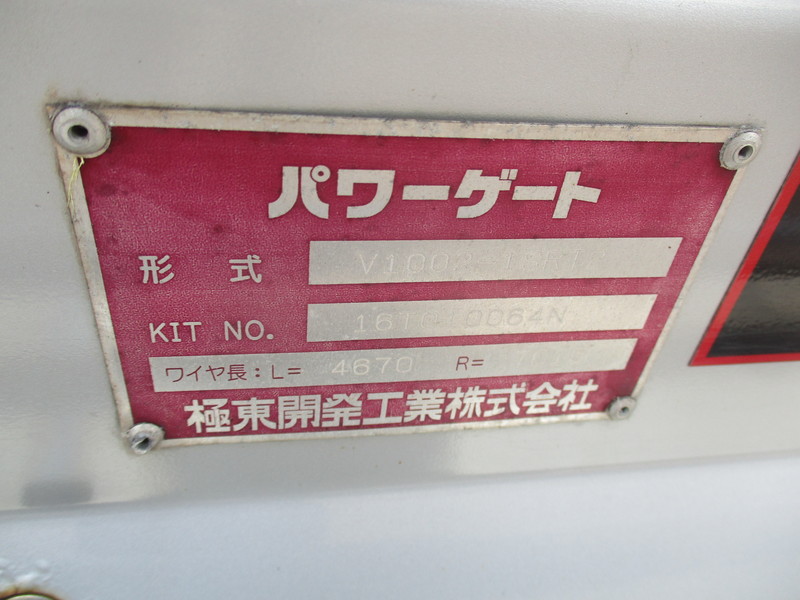 パワーゲート
形 式
KIT NO.
ワイヤ長：L= 4670 R=
極東開発工業株式会社